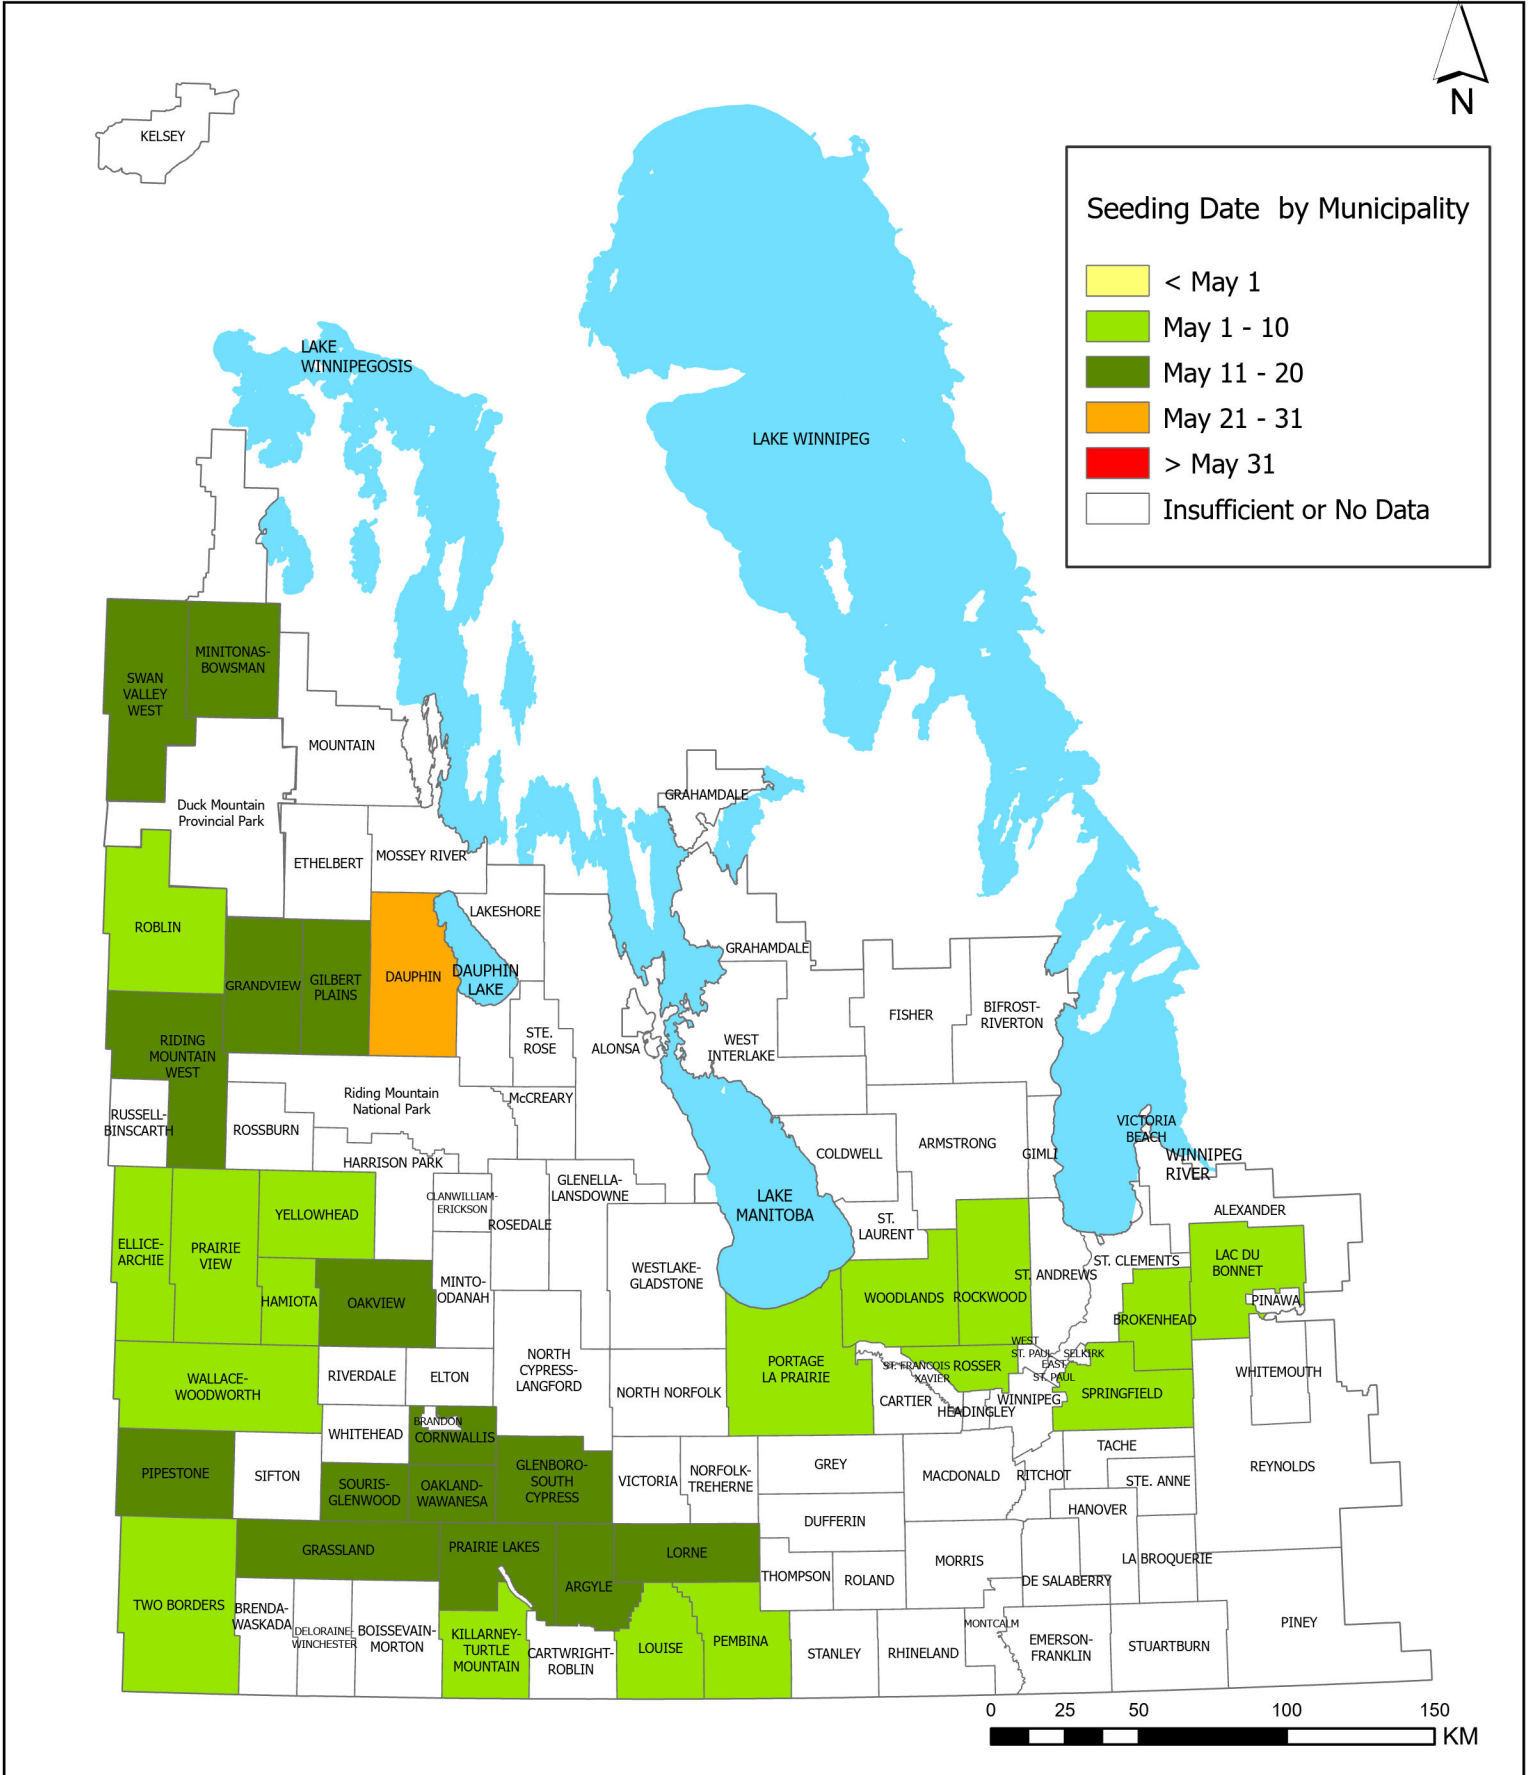 N
KELSEY
Seeding Date  by Municipality
< May 1
May 1 - 10
May 11 - 20
May 21 - 31
> May 31
Insufficient or No Data
LAKE
WINNIPEGOSIS
LAKE WINNIPEG
SWAN
VALLEY
WEST
MINITONAS-
BOWSMAN
MOUNTAIN
Duck Mountain
Provincial Park
GRAHAMDALE
ETHELBERT
MOSSEY RIVER
LAKESHORE
ROBLIN
GRANDVIEW
GILBERT
PLAINS
DAUPHIN
DAUPHIN
LAKE
GRAHAMDALE
FISHER
BIFROST-
RIVERTON
STE.
ROSE
ALONSA
WEST
INTERLAKE
RIDING
MOUNTAIN
WEST
Riding Mountain
National Park
McCREARY
RUSSELL-
BINSCARTH
ROSSBURN
HARRISON PARK
COLDWELL
ARMSTRONG
GIMLI
VICTORIA
BEACH
WINNIPEG
RIVER
ALEXANDER
CLANWILLIAM-
ERICKSON
GLENELLA-
LANSDOWNE
ROSEDALE
LAKE
MANITOBA
ST.
LAURENT
ELLICE-
ARCHIE
PRAIRIE
VIEW
YELLOWHEAD
HAMIOTA
OAKVIEW
MINTO-
ODANAH
WESTLAKE-
GLADSTONE
WOODLANDS
ROCKWOOD
ST. ANDREWS
ST. CLEMENTS
LAC DU
BONNET
PINAWA
BROKENHEAD
WALLACE-
WOODWORTH
RIVERDALE
ELTON
NORTH
CYPRESS-
LANGFORD
NORTH NORFOLK
PORTAGE
LA PRAIRIE
ST. FRANCOIS
XAVIER
ROSSER
WEST
ST. PAUL
SELKIRK
EAST
ST. PAUL
CARTIER
HEADINGLEY
WINNIPEG
SPRINGFIELD
WHITEMOUTH
WHITEHEAD
BRANDON
CORNWALLIS
PIPESTONE
SIFTON
SOURIS-
GLENWOOD
OAKLAND-
WAWANESA
GLENBORO-
SOUTH
CYPRESS
VICTORIA
NORFOLK-
TREHERNE
GREY
MACDONALD
RITCHOT
TACHE
STE. ANNE
REYNOLDS
HANOVER
DUFFERIN
GRASSLAND
PRAIRIE LAKES
ARGYLE
LORNE
THOMPSON
ROLAND
MORRIS
DE SALABERRY
LA BROQUERIE
TWO BORDERS
BRENDA-
WASKADA
DELORAINE-
WINCHESTER
BOISSEVAIN-
MORTON
KILLARNEY-
TURTLE
MOUNTAIN
CARTWRIGHT-
ROBLIN
LOUISE
PEMBINA
STANLEY
RHINELAND
MONTCALM
EMERSON-
FRANKLIN
STUARTBURN
PINEY
0 25 50 100 150
KM